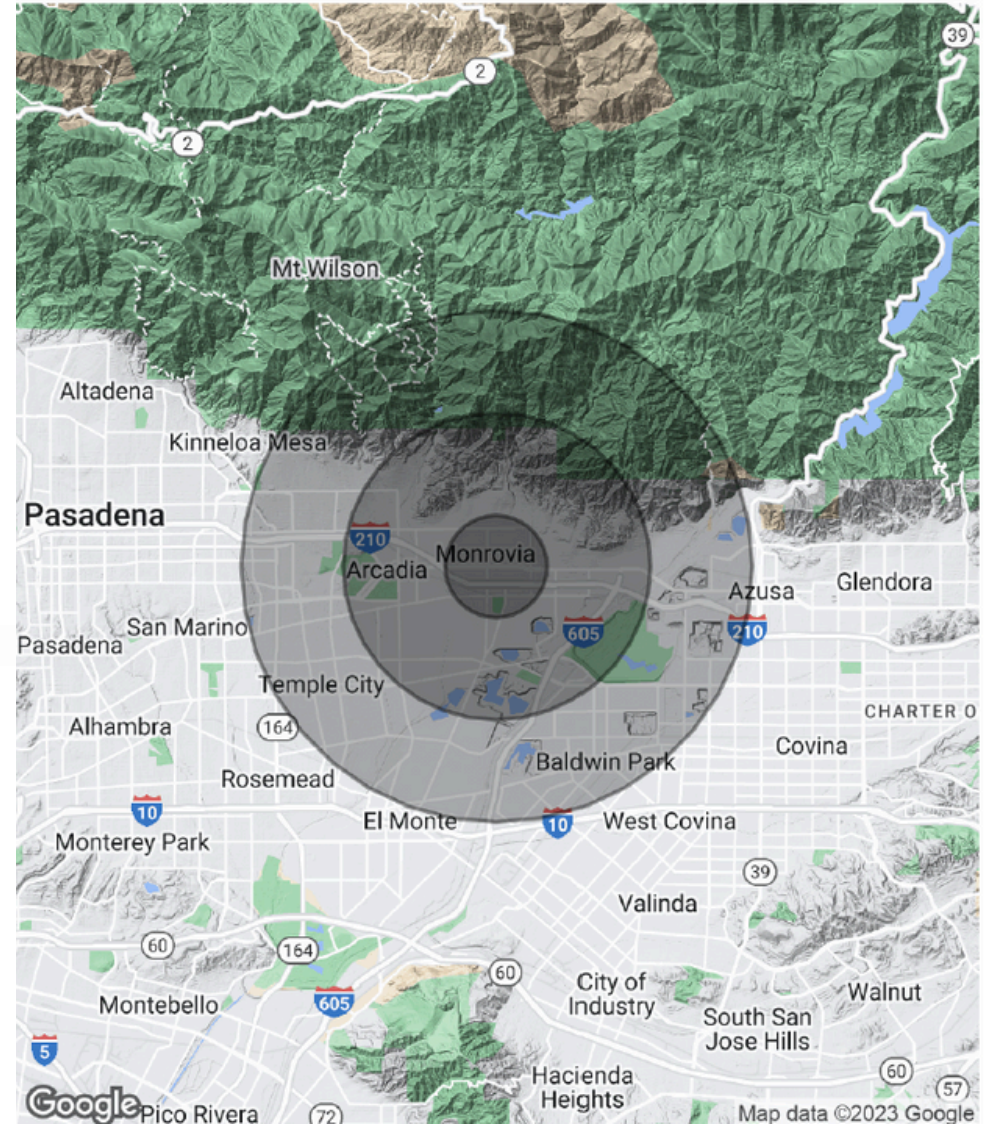 39
2
2
Mt Wilson
Altadena
Kinneloa Mesa
Pasadena
210
Monrovia
Arcadia
Azusa
Glendora
San Marino
605
210
Pasadena
Temple City
CHARTER O
164
Alhambra
Covina
Baldwin Park
Rosemead
10
El Monte
10
West Covina
Monterey Park
39
Valinda
60
164
60
City of
Industry
Walnut
605
Montebello
South San
Jose Hills
5
60
Hacienda
Heights
57
Google
Pico Rivera
72
Map data ©2023 Google